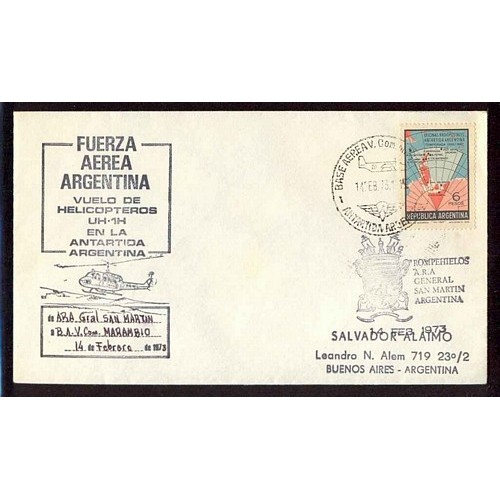 FUERZA
AEREA
ARGENTINA
VUELO DE
HELICOPTEROS
UH-1H
EN LA
ANTARTIDA
ARGENTINA
de A.R.A. Gral SAN MARTIN
a B.A.V. Com. MARAMBIO
14 de Febrero de 1973
BASE AEREA V. Com.
14 FEB. 73
ANTARTIDA ARGE
6
PESOS
REPUBLICA ARGENTINA
ROMPEHIELOS
A.R.A
GENERAL
SAN MARTIN
ARGENTINA
14 FEB 1973
SALVADOR ALAIMO
Leandro N. Alem 719 23º/2
BUENOS AIRES - ARGENTINA